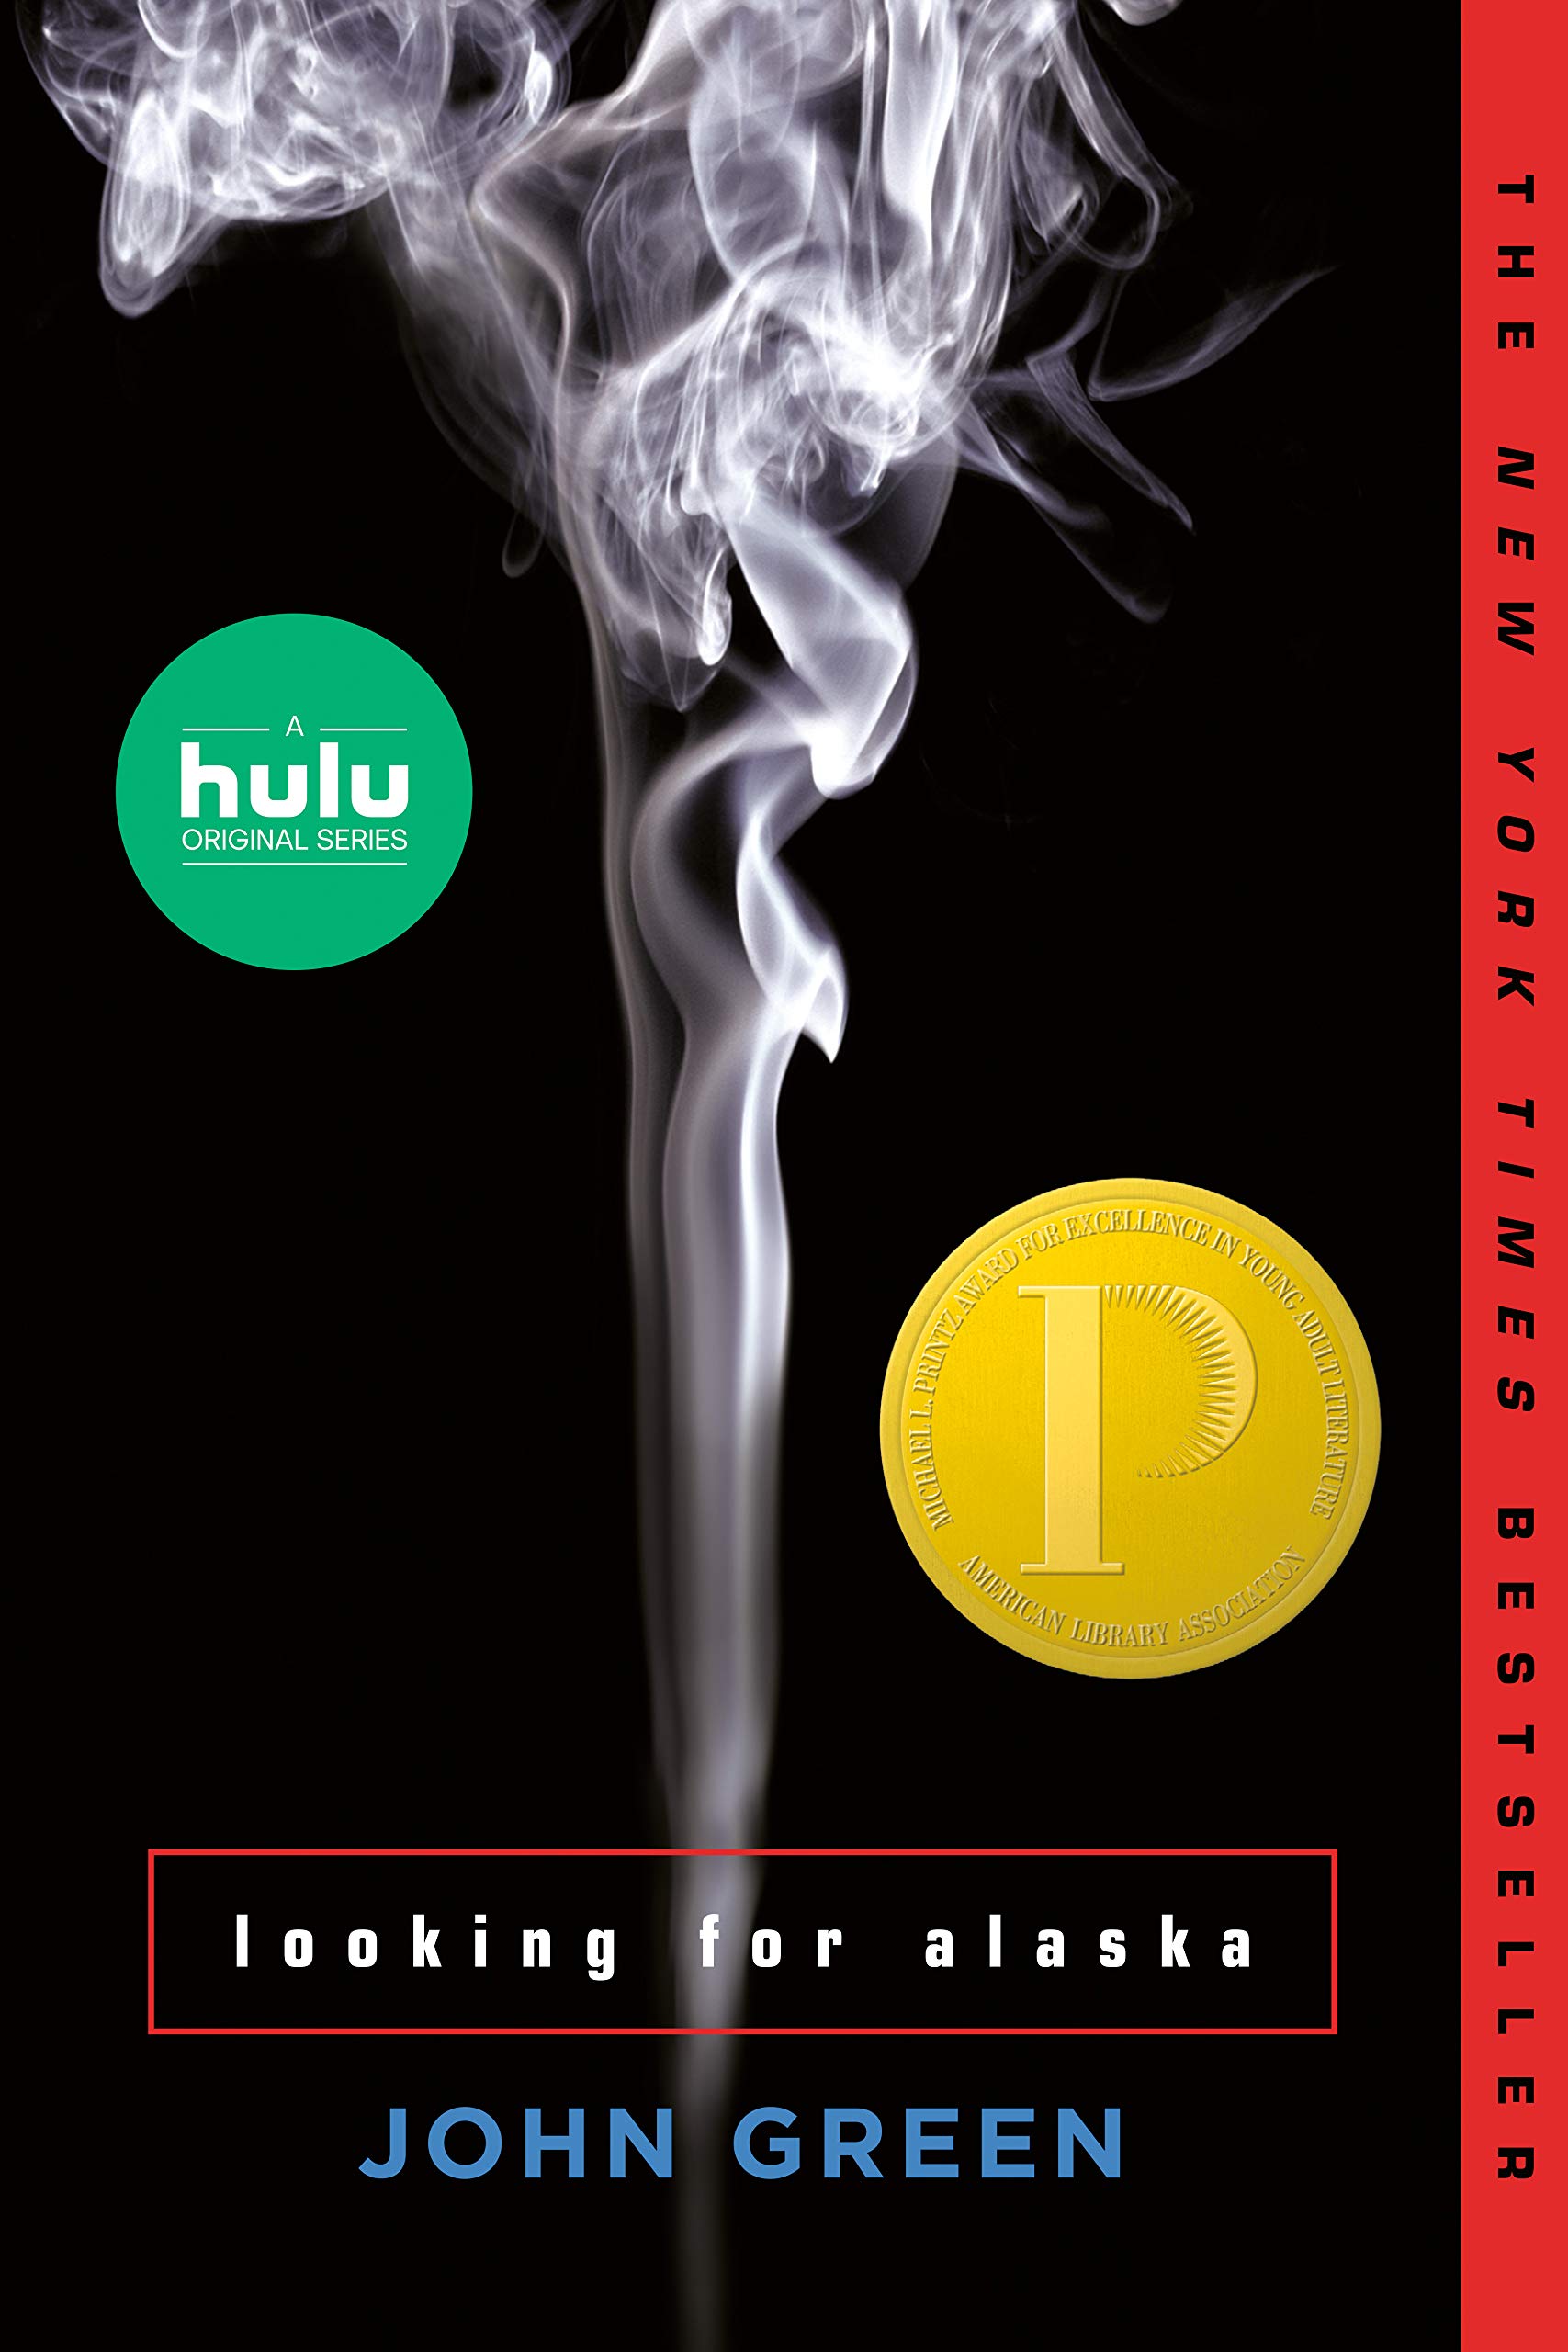 A
hulu
ORIGINAL SERIES
MICHAEL L. PRINTZ AWARD FOR EXCELLENCE IN YOUNG ADULT LITERATURE
P
AMERICAN LIBRARY ASSOCIATION
looking for alaska
JOHN GREEN
THE NEW YORK TIMES BESTSELLER